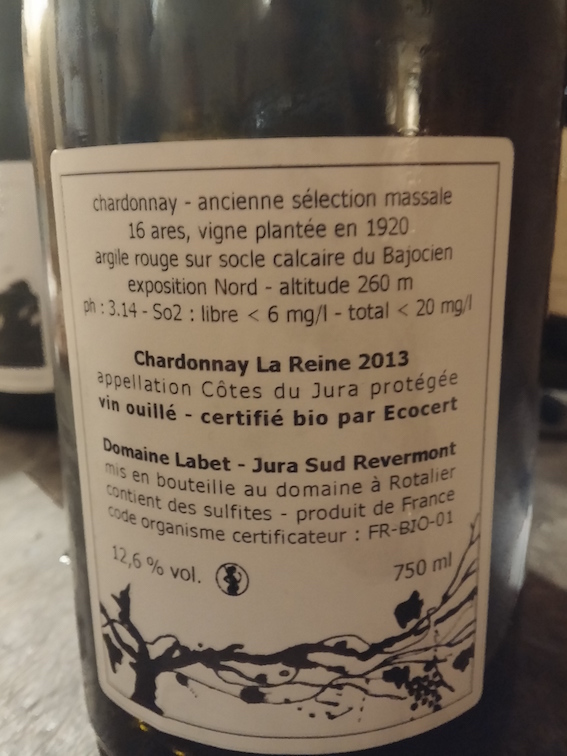 chardonnay - ancienne sélection massale
16 ares, vigne plantée en 1920
argile rouge sur socle calcaire du Bajocien
exposition Nord - altitude 260 m
ph : 3.14 - So2 : libre < 6 mg/l - total < 20 mg/l
Chardonnay La Reine 2013
appellation Côtes du Jura protégée
vin ouillé - certifié bio par Ecocert
Domaine Labet - Jura Sud Revermont
mis en bouteille au domaine à Rotalier
contient des sulfites - produit de France
code organisme certificateur : FR-BIO-01
12,6 % vol.
750 ml